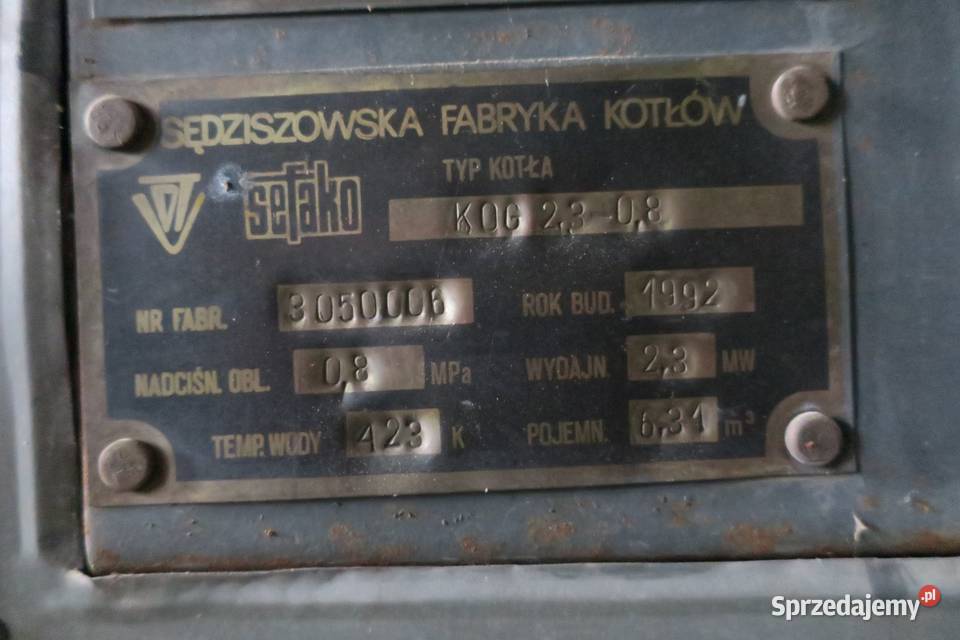 SĘDZISZOWSKA FABRYKA KOTŁÓW
sefako
TYP KOTŁA
KOG 2,3-0,8
NR FABR. 3050006 ROK BUD. 1992
NADCIŚN. OBL. 0,8 MPa WYDAJN. 2,3 MW
TEMP. WODY 423 K POJEMN. 6,31 m³
Sprzedajemy.pl